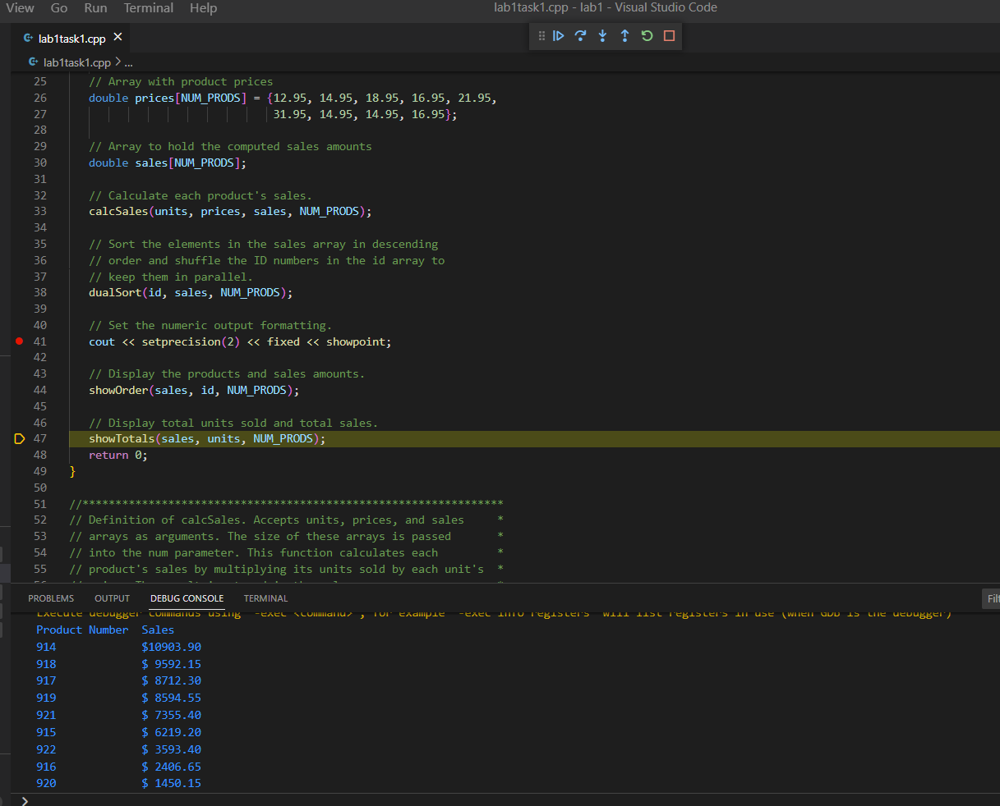 View Go Run Terminal Help lab1task1.cpp - lab1 - Visual Studio Code
lab1task1.cpp
lab1task1.cpp > ...
25 // Array with product prices
26 double prices[NUM_PRODS] = {12.95, 14.95, 18.95, 16.95, 21.95,
27 31.95, 14.95, 14.95, 16.95};
28
29 // Array to hold the computed sales amounts
30 double sales[NUM_PRODS];
31
32 // Calculate each product's sales.
33 calcSales(units, prices, sales, NUM_PRODS);
34
35 // Sort the elements in the sales array in descending
36 // order and shuffle the ID numbers in the id array to
37 // keep them in parallel.
38 dualSort(id, sales, NUM_PRODS);
39
40 // Set the numeric output formatting.
41 cout << setprecision(2) << fixed << showpoint;
42
43 // Display the products and sales amounts.
44 showOrder(sales, id, NUM_PRODS);
45
46 // Display total units sold and total sales.
47 showTotals(sales, units, NUM_PRODS);
48 return 0;
49 }
50
51 //****************************************************************
52 // Definition of calcSales. Accepts units, prices, and sales *
53 // arrays as arguments. The size of these arrays is passed *
54 // into the num parameter. This function calculates each *
55 // product's sales by multiplying its units sold by each unit's *
PROBLEMS OUTPUT DEBUG CONSOLE TERMINAL
Execute debugger commands using "-exec <command>", for example "-exec info registers" will list registers in use (when GDB is the debugger)
Product Number Sales
914 $10903.90
918 $ 9592.15
917 $ 8712.30
919 $ 8594.55
921 $ 7355.40
915 $ 6219.20
922 $ 3593.40
916 $ 2406.65
920 $ 1450.15
>